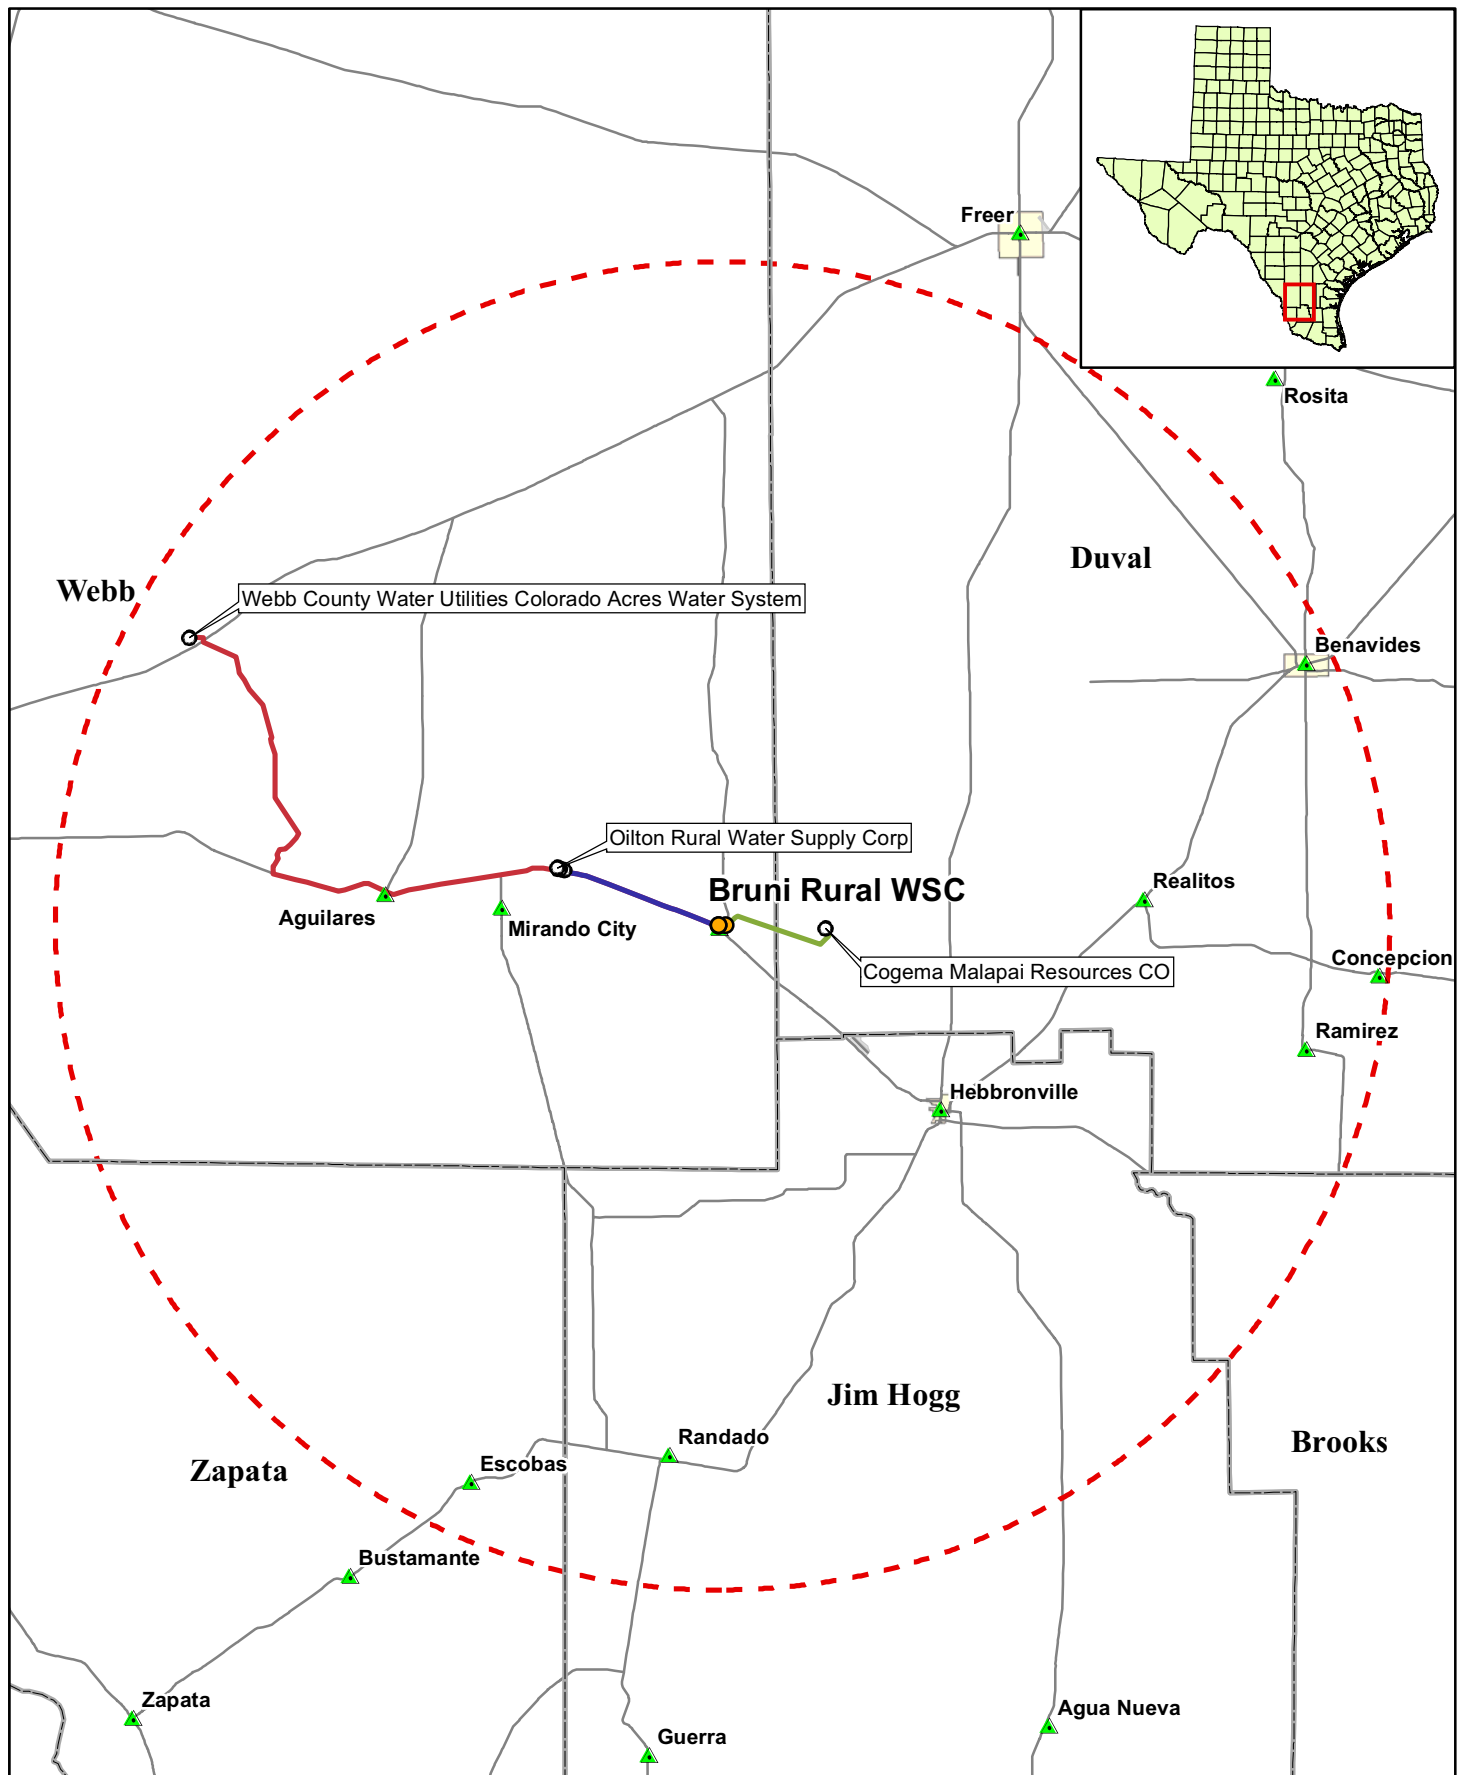 Freer
Rosita
Duval
Webb
Webb County Water Utilities Colorado Acres Water System
Benavides
Oilton Rural Water Supply Corp
Bruni Rural WSC
Realitos
Aguilares
Mirando City
Concepcion
Cogema Malapai Resources CO
Ramirez
Hebbronville
Jim Hogg
Randado
Brooks
Escobas
Zapata
Bustamante
Zapata
Agua Nueva
Guerra